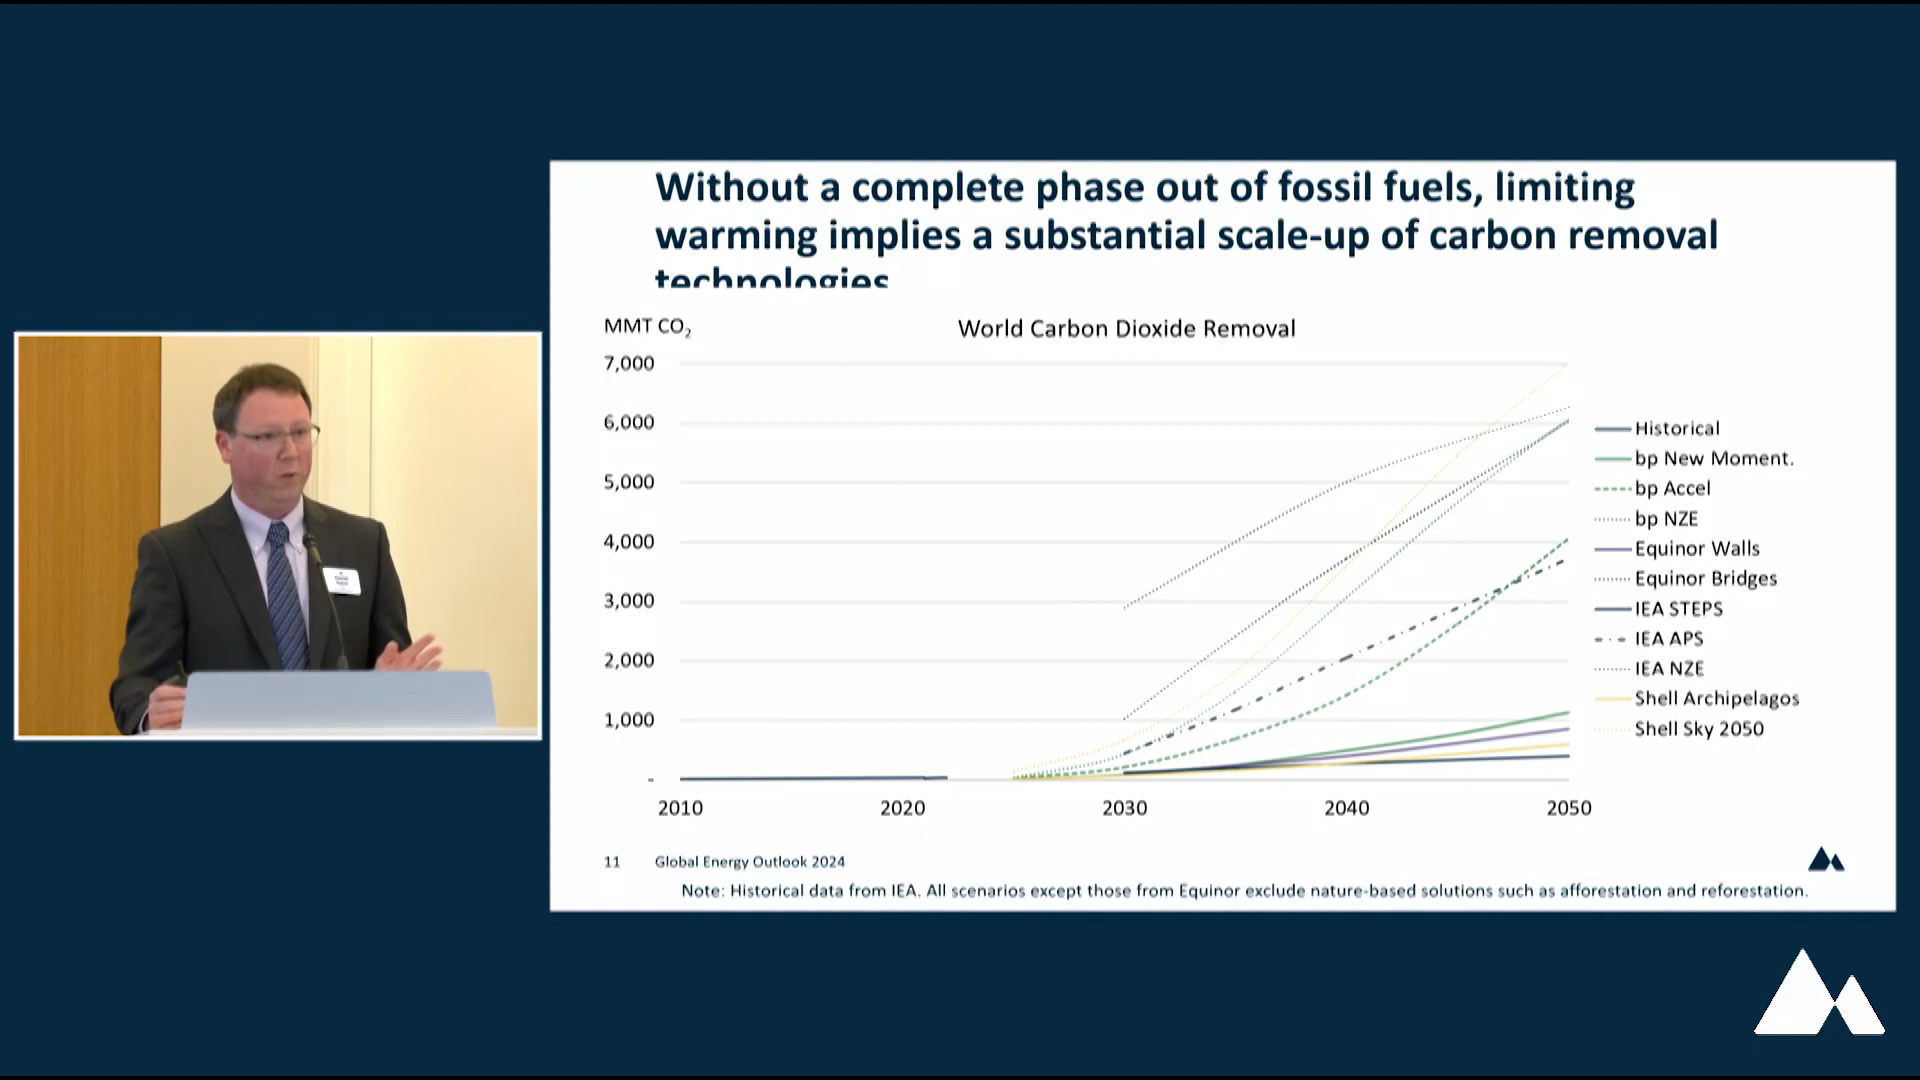 Without a complete phase out of fossil fuels, limiting
warming implies a substantial scale-up of carbon removal
technologies
MMT CO₂
World Carbon Dioxide Removal
7,000
6,000
5,000
4,000
3,000
2,000
1,000
-
2010
2020
2030
2040
2050
Historical
bp New Moment.
bp Accel
bp NZE
Equinor Walls
Equinor Bridges
IEA STEPS
IEA APS
IEA NZE
Shell Archipelagos
Shell Sky 2050
11
Global Energy Outlook 2024
Note: Historical data from IEA. All scenarios except those from Equinor exclude nature-based solutions such as afforestation and reforestation.